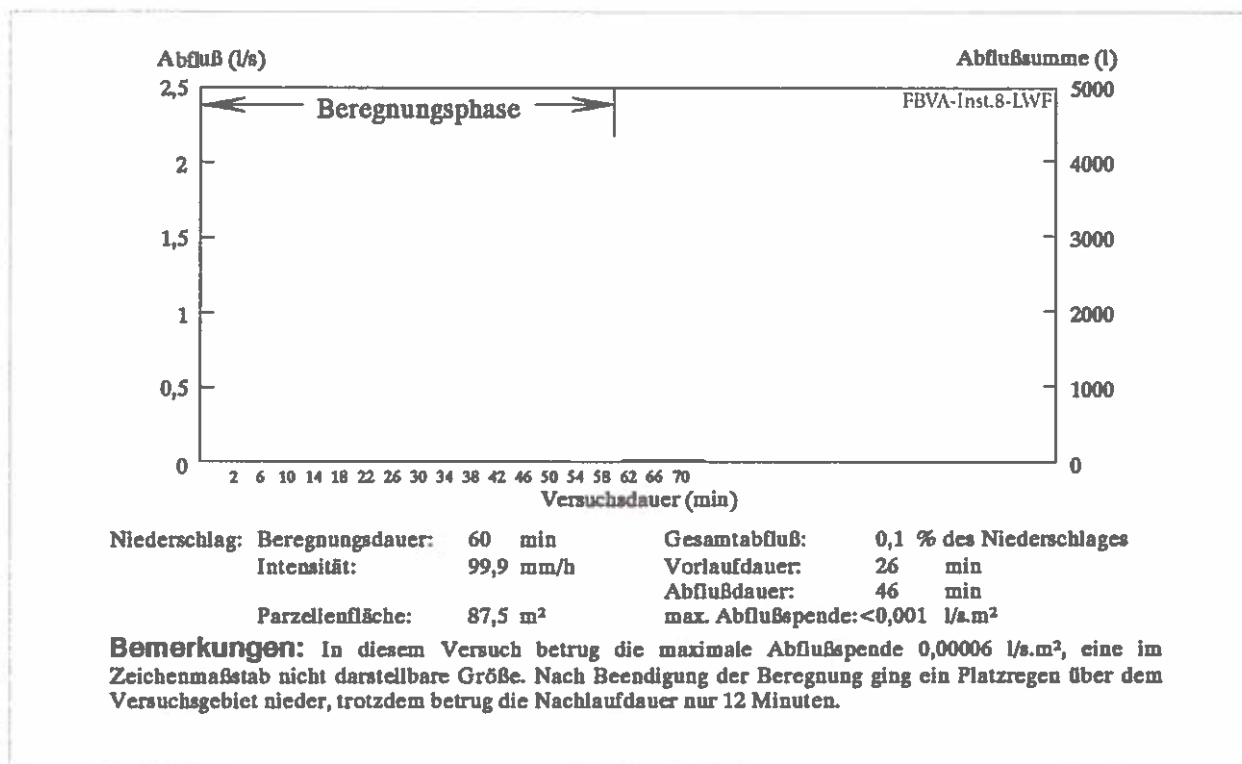 Abfluß (l/s) Abflußsumme (l)
2,5 Beregnungsphase FBVA-Inst.8-LWF 5000
2 4000
1,5 3000
1 2000
0,5 1000
0 0
2 6 10 14 18 22 26 30 34 38 42 46 50 54 58 62 66 70
Versuchsdauer (min)
Niederschlag: Beregnungsdauer: 60 min Gesamtabfluß: 0,1 % des Niederschlages
Intensität: 99,9 mm/h Vorlaufdauer: 26 min
Abflußdauer: 46 min
Parzellenfläche: 87,5 m² max. Abflußspende: <0,001 l/s.m²
Bemerkungen: In diesem Versuch betrug die maximale Abflußspende 0,00006 l/s.m², eine im
Zeichenmaßstab nicht darstellbare Größe. Nach Beendigung der Beregnung ging ein Platzregen über dem
Versuchsgebiet nieder, trotzdem betrug die Nachlaufdauer nur 12 Minuten.